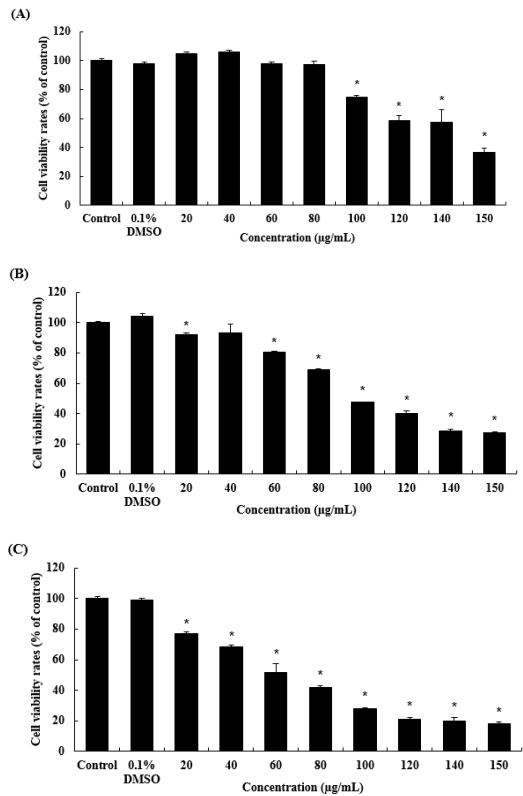 (A)
Cell viability rates (% of control)
120
100
80
60
40
20
0
* * * *
Control 0.1% DMSO 20 40 60 80 100 120 140 150
Concentration (µg/mL)
(B)
Cell viability rates (% of control)
120
100
80
60
40
20
0
* * * * * * *
Control 0.1% DMSO 20 40 60 80 100 120 140 150
Concentration (µg/mL)
(C)
Cell viability rates (% of control)
120
100
80
60
40
20
0
* * * * * * * *
Control 0.1% DMSO 20 40 60 80 100 120 140 150
Concentration (µg/mL)